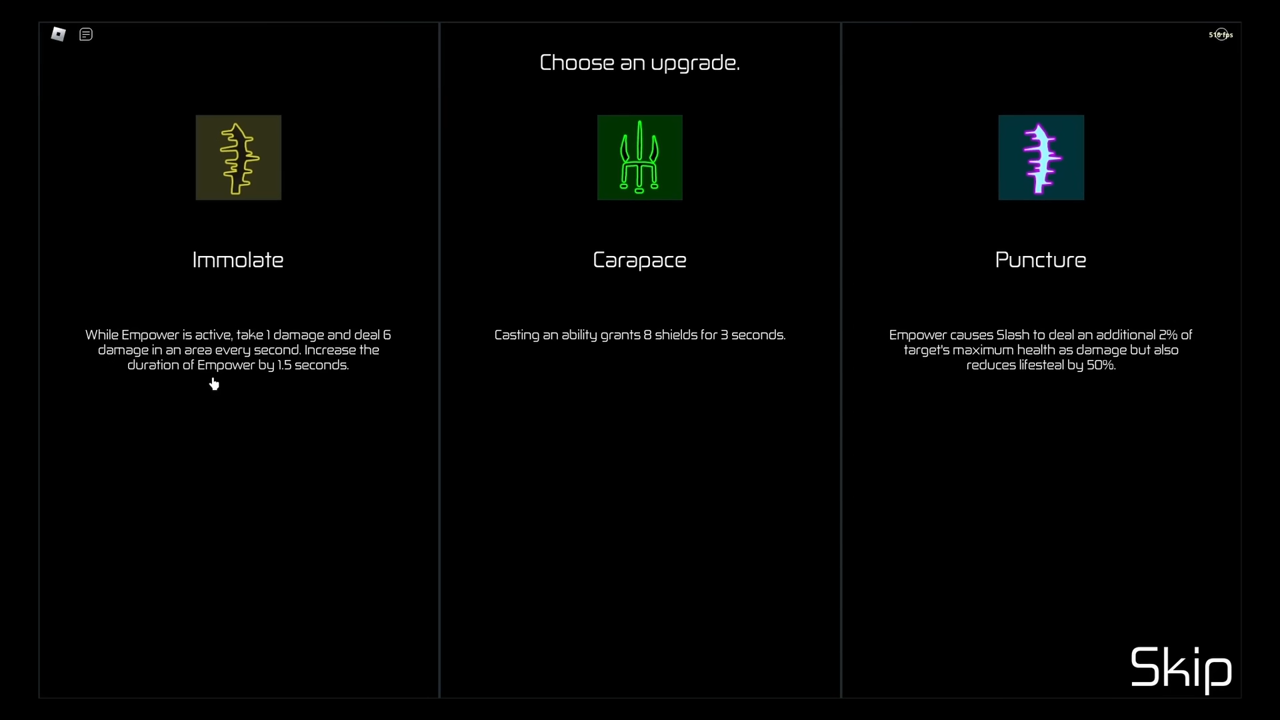 Choose an upgrade.
Immolate
While Empower is active, take 1 damage and deal 6
damage in an area every second. Increase the
duration of Empower by 1.5 seconds.
Carapace
Casting an ability grants 8 shields for 3 seconds.
Puncture
Empower causes Slash to deal an additional 2% of
target's maximum health as damage but also
reduces lifesteal by 50%.
Skip